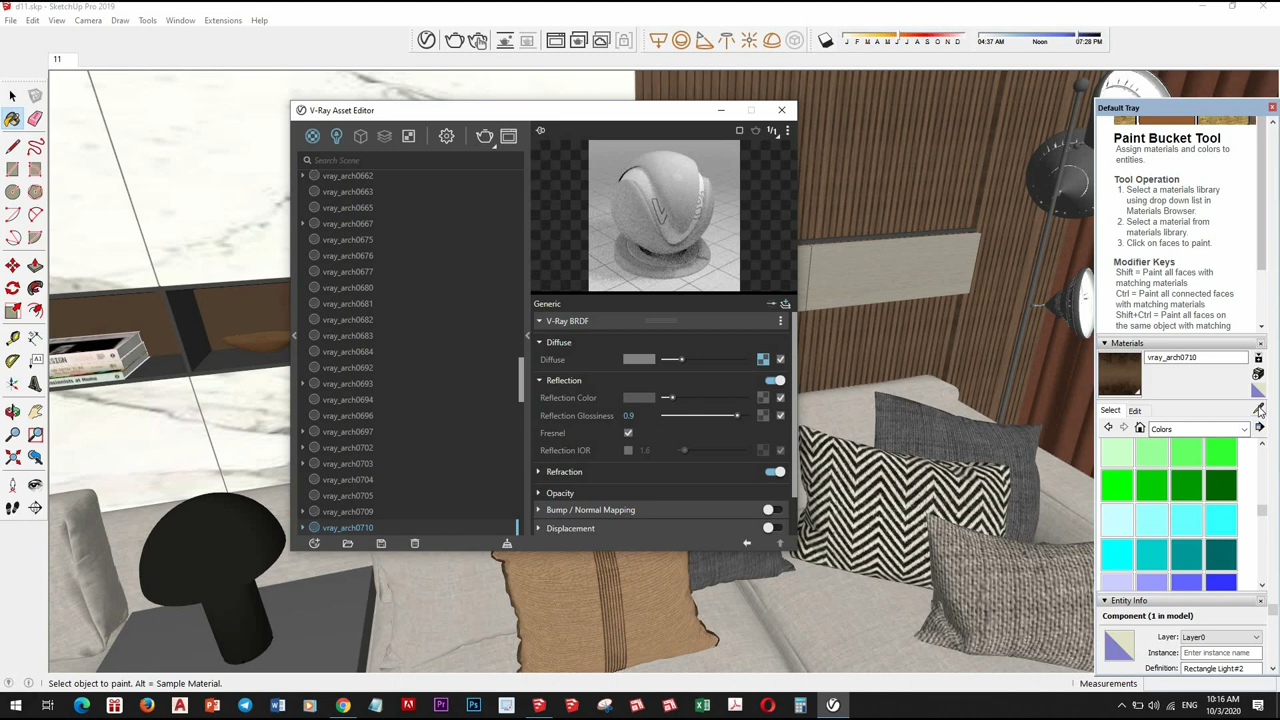 d11.skp - SketchUp Pro 2019
File Edit View Camera Draw Tools Window Extensions Help
J F M A M J J A S O N D
04:37 AM Noon 07:28 PM
11
V-Ray Asset Editor
Search Scene
vray_arch0662
vray_arch0663
vray_arch0665
vray_arch0667
vray_arch0675
vray_arch0676
vray_arch0677
vray_arch0680
vray_arch0681
vray_arch0682
vray_arch0683
vray_arch0684
vray_arch0692
vray_arch0693
vray_arch0694
vray_arch0696
vray_arch0697
vray_arch0702
vray_arch0703
vray_arch0704
vray_arch0705
vray_arch0709
vray_arch0710
1/1
Generic
V-Ray BRDF
Diffuse
Diffuse
Reflection
Reflection Color
Reflection Glossiness 0.9
Fresnel
Reflection IOR 1.6
Refraction
Opacity
Bump / Normal Mapping
Displacement
Default Tray
Paint Bucket Tool
Assign materials and colors to
entities.
Tool Operation
1. Select a materials library
using drop down list in
Materials Browser.
2. Select a material from
materials library.
3. Click on faces to paint.
Modifier Keys
Shift = Paint all faces with
matching materials
Ctrl = Paint all connected faces
with matching materials
Shift+Ctrl = Paint all faces on
the same object with matching
Materials
vray_arch0710
Select Edit
Colors
Entity Info
Component (1 in model)
Layer: Layer0
Instance: Enter instance name
Definition: Rectangle Light#2
Select object to paint. Alt = Sample Material.
Measurements
10:16 AM
10/3/2020